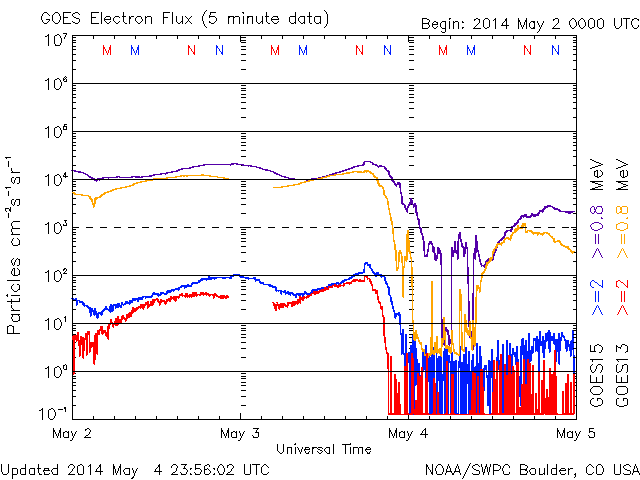 GOES Electron Flux (5 minute data)
Begin: 2014 May 2 0000 UTC
M M N N M M N N M M N N
10⁷
10⁶
10⁵
10⁴
10³
10²
10¹
10⁰
10⁻¹
Particles cm⁻²s⁻¹sr⁻¹
May 2 May 3 May 4 May 5
Universal Time
GOES15 >=2 >=0.8 MeV
GOES13 >=2 >=0.8 MeV
Updated 2014 May 4 23:56:02 UTC
NOAA/SWPC Boulder, CO USA